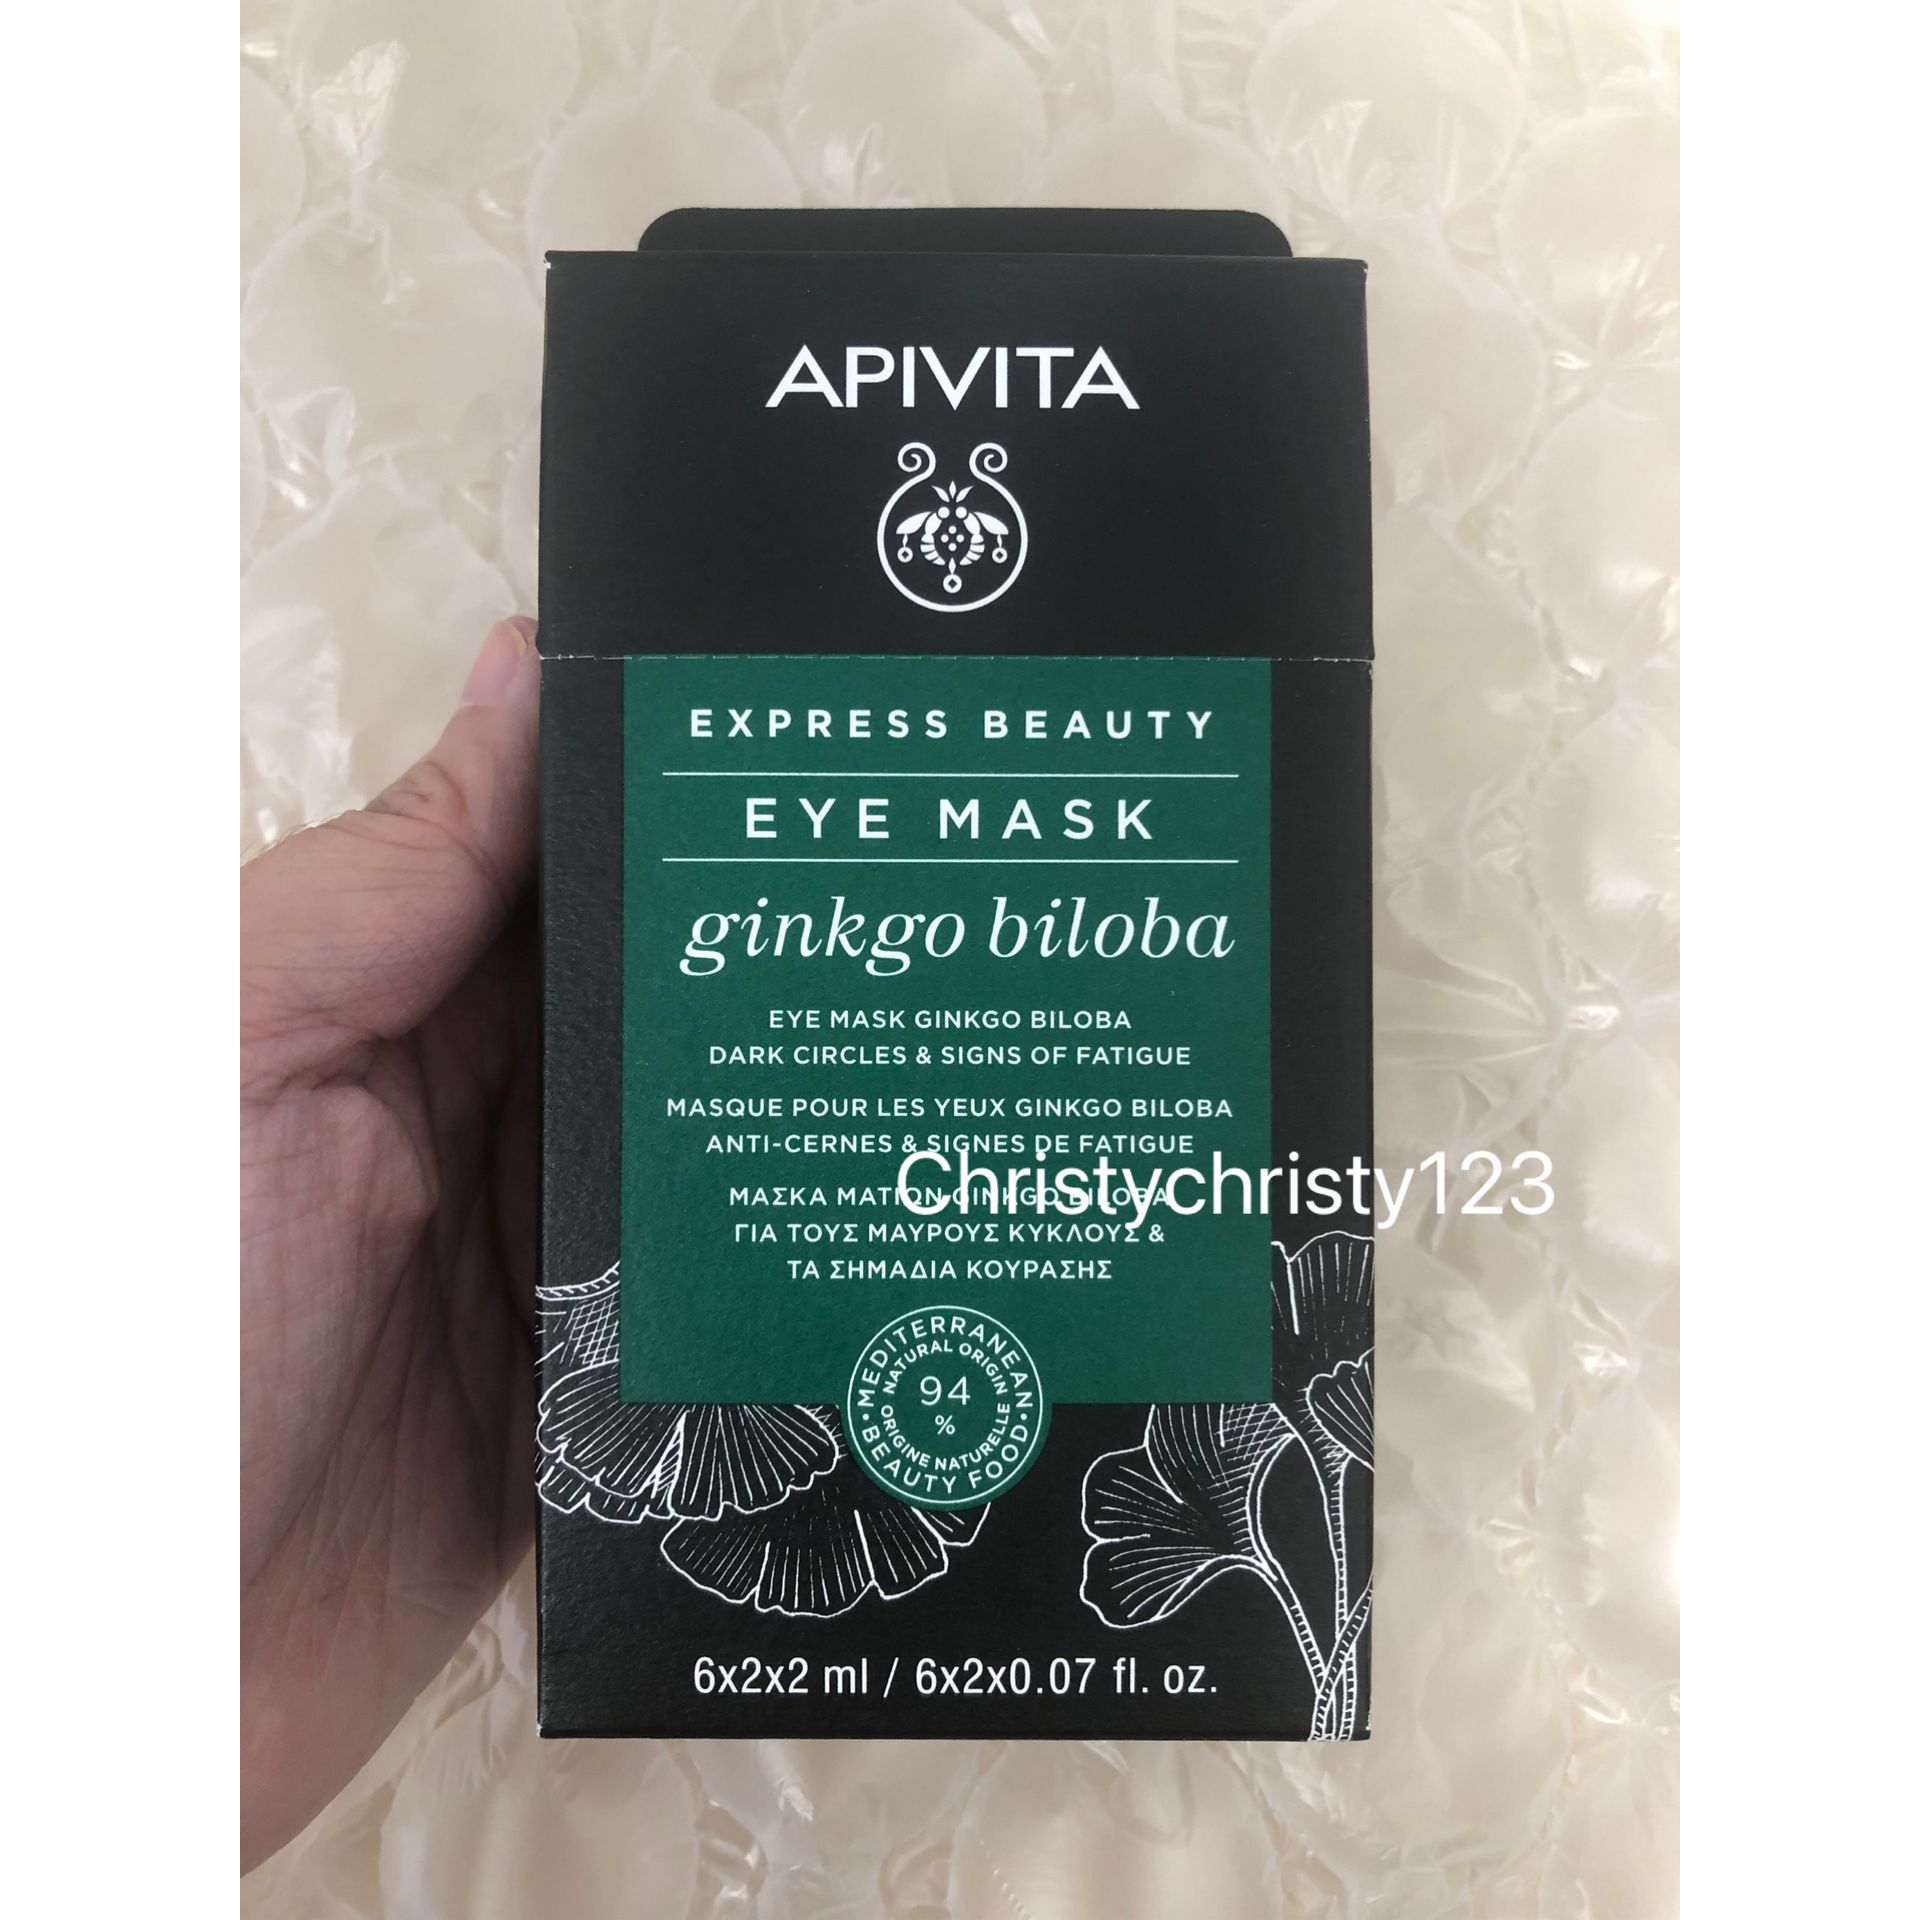 APIVITA
EXPRESS BEAUTY
EYE MASK
ginkgo biloba
EYE MASK GINKGO BILOBA
DARK CIRCLES & SIGNS OF FATIGUE
MASQUE POUR LES YEUX GINKGO BILOBA
ANTI-CERNES & SIGNES DE FATIGUE
Christychristy123
ΜΑΣΚΑ ΜΑΤΙΩΝ GINKGO BILOBA
ΓΙΑ ΤΟΥΣ ΜΑΥΡΟΥΣ ΚΥΚΛΟΥΣ &
ΤΑ ΣΗΜΑΔΙΑ ΚΟΥΡΑΣΗΣ
MEDITERRANEAN
NATURAL ORIGIN
94
%
ORIGINE NATURELLE
BEAUTY FOOD
6x2x2 ml / 6x2x0.07 fl. oz.